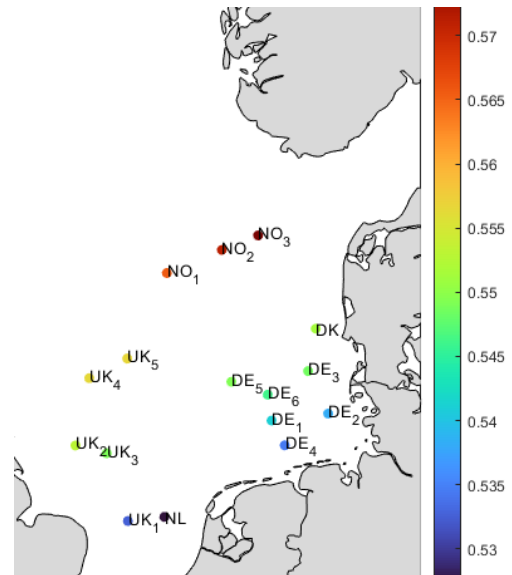 0.57
0.565
0.56
0.555
0.55
0.545
0.54
0.535
0.53
NO₃
NO₂
NO₁
DK
UK₅
DE₃
UK₄
DE₅
DE₆
DE₂
DE₁
UK₂
DE₄
UK₃
UK₁
NL